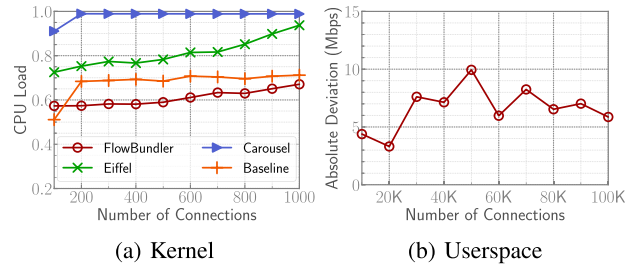 1.0
0.8
0.6
0.4
0.2
CPU Load
FlowBundler
Eiffel
Carousel
Baseline
200 400 600 800 1000
Number of Connections
(a) Kernel
15
10
5
0
Absolute Deviation (Mbps)
20K 40K 60K 80K 100K
Number of Connections
(b) Userspace